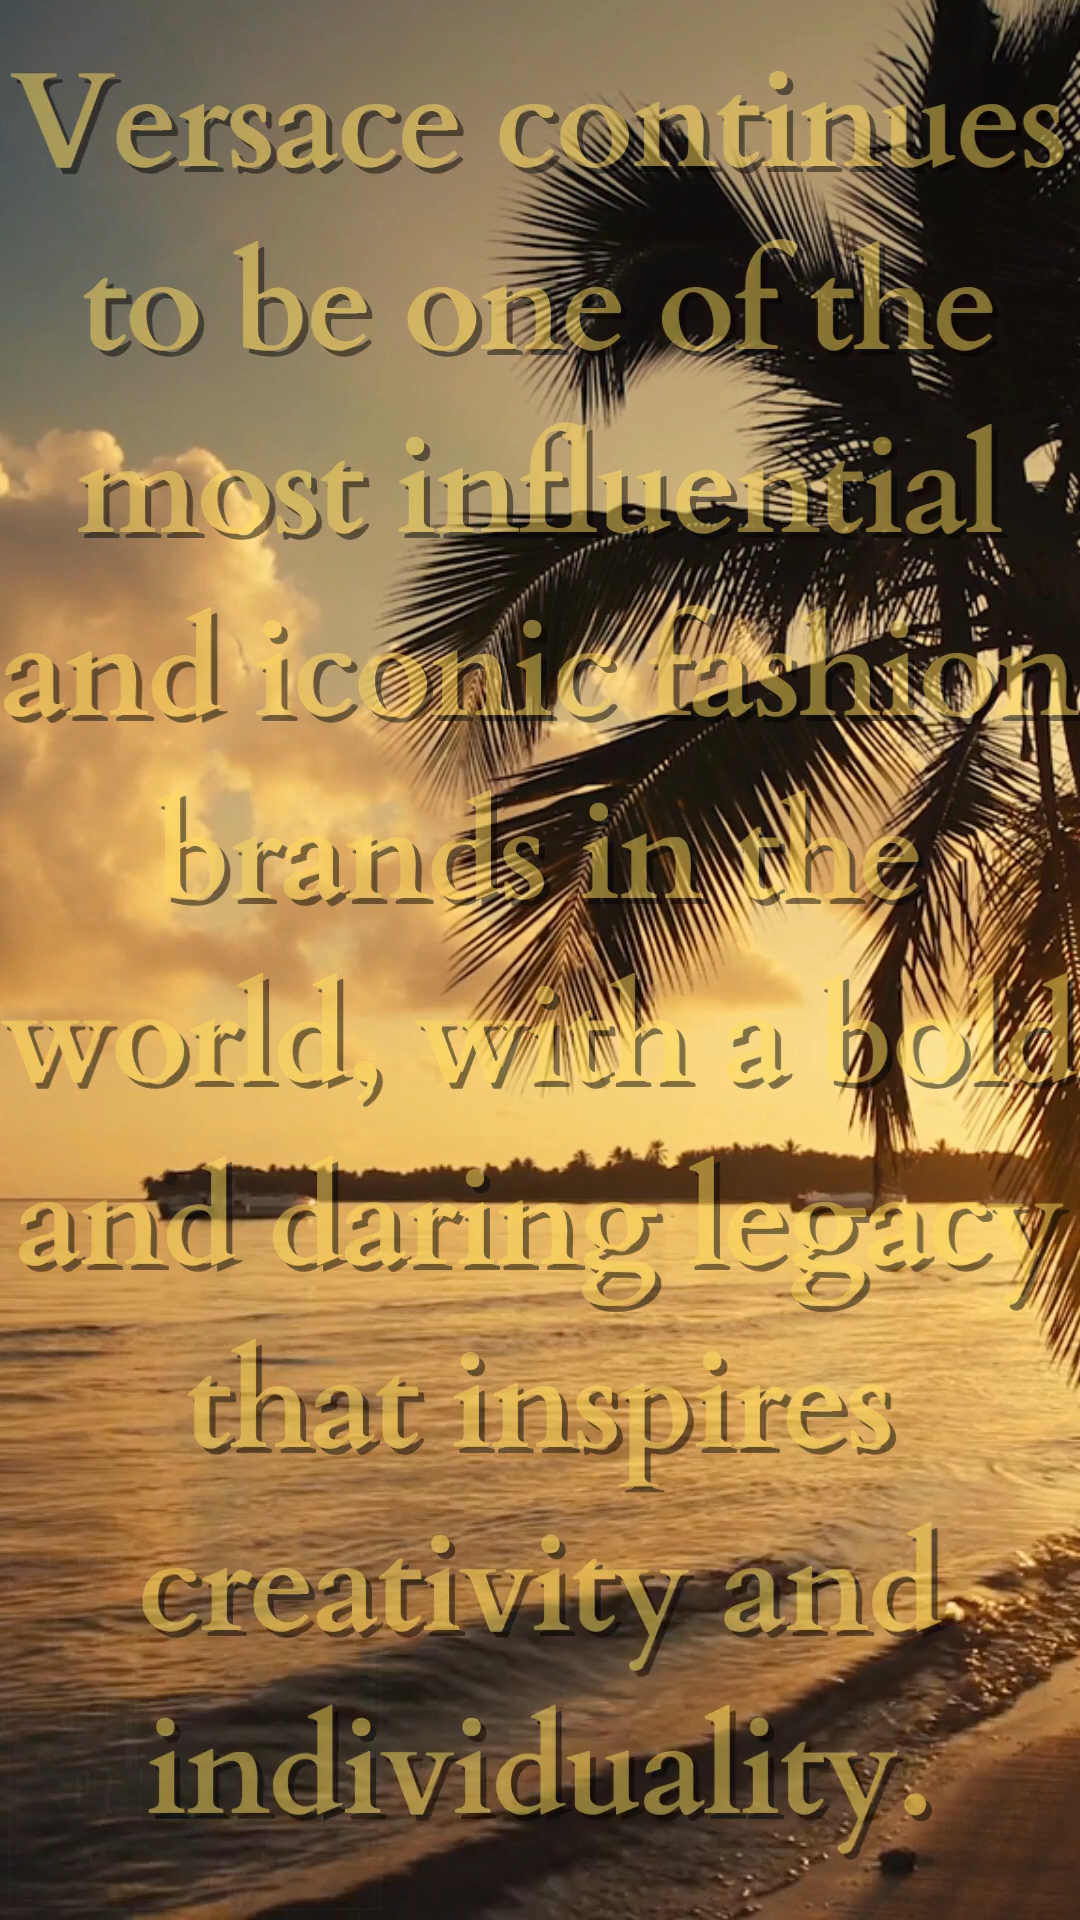 Versace continues
to be one of the
most influential
and iconic fashion
brands in the
world, with a bold
and daring legacy
that inspires
creativity and
individuality.